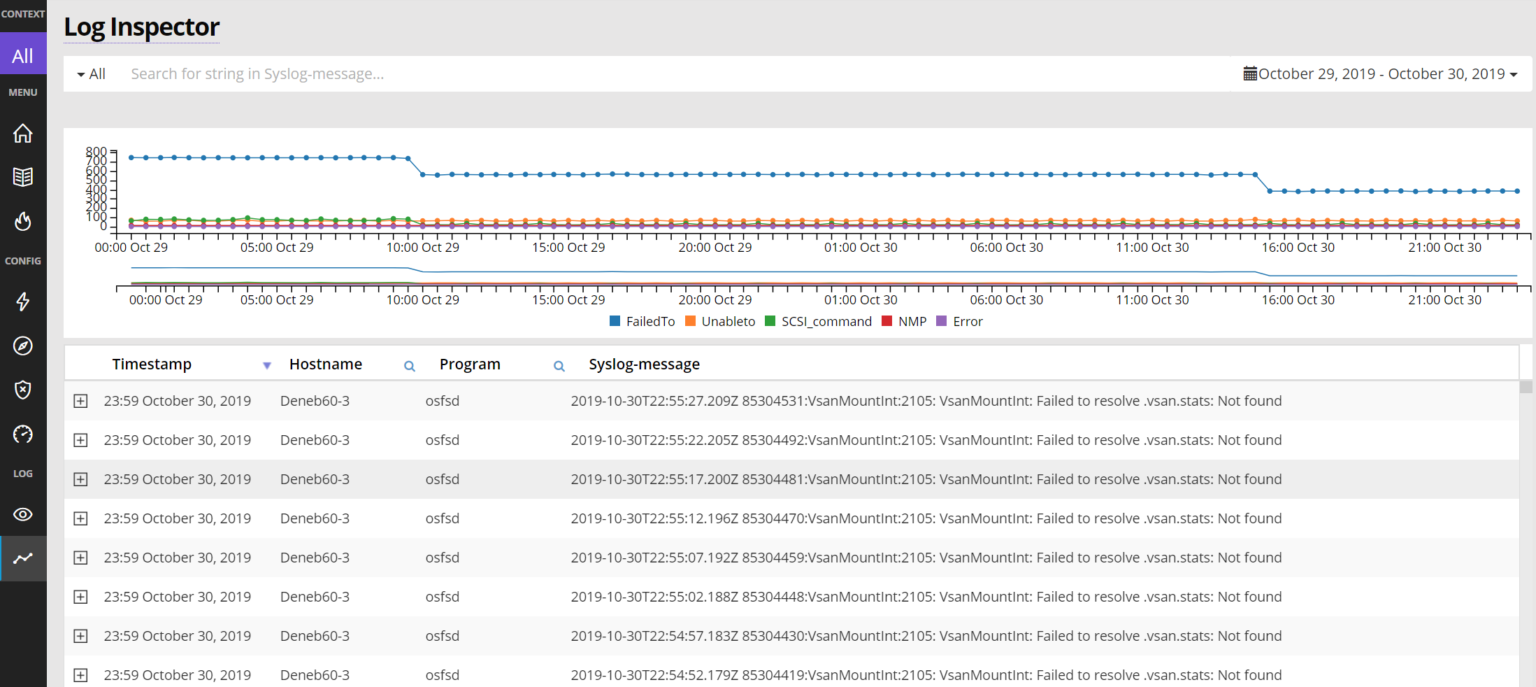 CONTEXT
All
MENU
CONFIG
LOG
Log Inspector
All Search for string in Syslog-message... October 29, 2019 - October 30, 2019
800
700
600
500
400
300
200
100
0
00:00 Oct 29 05:00 Oct 29 10:00 Oct 29 15:00 Oct 29 20:00 Oct 29 01:00 Oct 30 06:00 Oct 30 11:00 Oct 30 16:00 Oct 30 21:00 Oct 30
00:00 Oct 29 05:00 Oct 29 10:00 Oct 29 15:00 Oct 29 20:00 Oct 29 01:00 Oct 30 06:00 Oct 30 11:00 Oct 30 16:00 Oct 30 21:00 Oct 30
FailedTo Unableto SCSI_command NMP Error
Timestamp Hostname Program Syslog-message
23:59 October 30, 2019 Deneb60-3 osfsd 2019-10-30T22:55:27.209Z 85304531:VsanMountInt:2105: VsanMountInt: Failed to resolve .vsan.stats: Not found
23:59 October 30, 2019 Deneb60-3 osfsd 2019-10-30T22:55:22.205Z 85304492:VsanMountInt:2105: VsanMountInt: Failed to resolve .vsan.stats: Not found
23:59 October 30, 2019 Deneb60-3 osfsd 2019-10-30T22:55:17.200Z 85304481:VsanMountInt:2105: VsanMountInt: Failed to resolve .vsan.stats: Not found
23:59 October 30, 2019 Deneb60-3 osfsd 2019-10-30T22:55:12.196Z 85304470:VsanMountInt:2105: VsanMountInt: Failed to resolve .vsan.stats: Not found
23:59 October 30, 2019 Deneb60-3 osfsd 2019-10-30T22:55:07.192Z 85304459:VsanMountInt:2105: VsanMountInt: Failed to resolve .vsan.stats: Not found
23:59 October 30, 2019 Deneb60-3 osfsd 2019-10-30T22:55:02.188Z 85304448:VsanMountInt:2105: VsanMountInt: Failed to resolve .vsan.stats: Not found
23:59 October 30, 2019 Deneb60-3 osfsd 2019-10-30T22:54:57.183Z 85304430:VsanMountInt:2105: VsanMountInt: Failed to resolve .vsan.stats: Not found
23:59 October 30, 2019 Deneb60-3 osfsd 2019-10-30T22:54:52.179Z 85304419:VsanMountInt:2105: VsanMountInt: Failed to resolve .vsan.stats: Not found